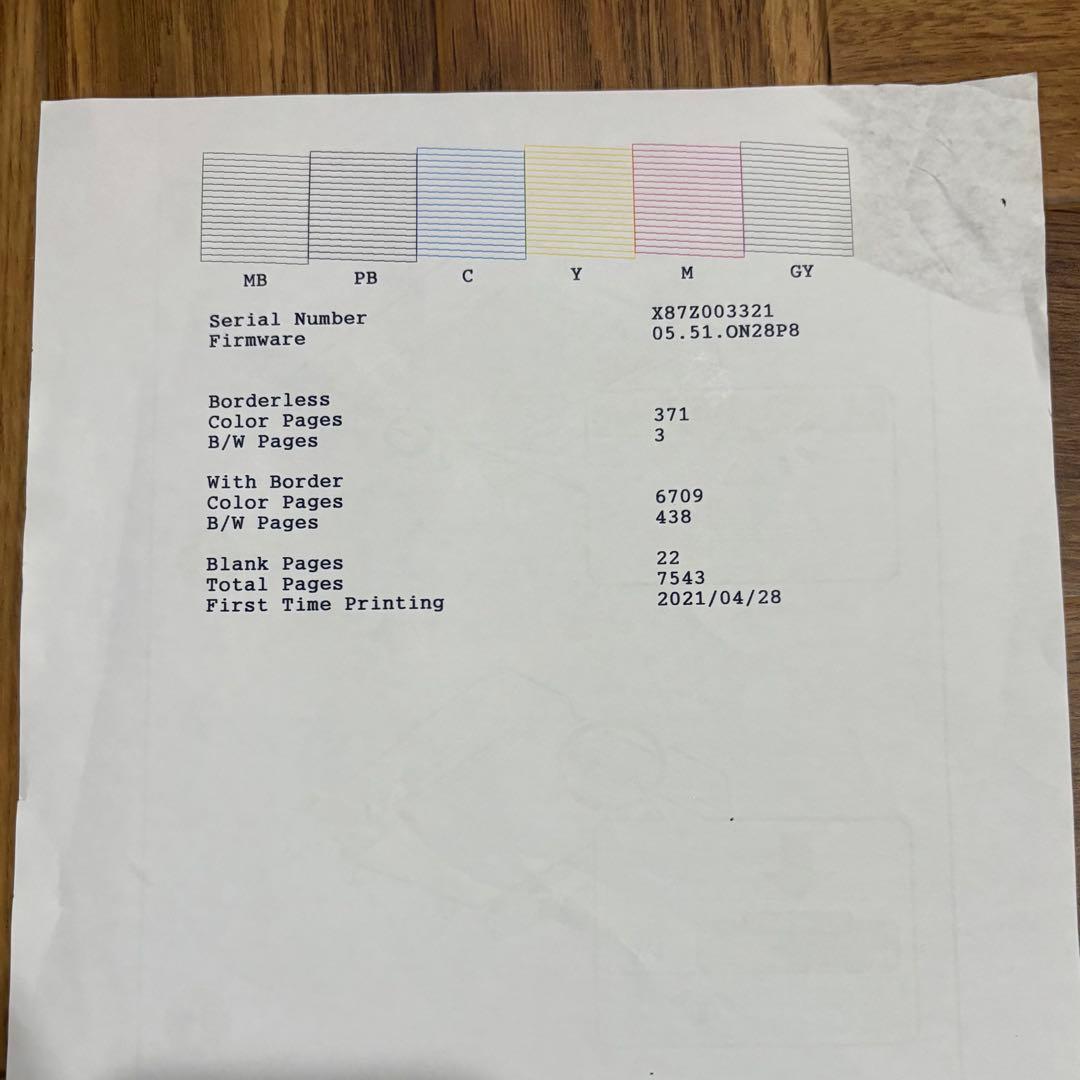 MB PB C Y M GY
Serial Number X87Z003321
Firmware 05.51.ON28P8
Borderless
Color Pages 371
B/W Pages 3
With Border
Color Pages 6709
B/W Pages 438
Blank Pages 22
Total Pages 7543
First Time Printing 2021/04/28